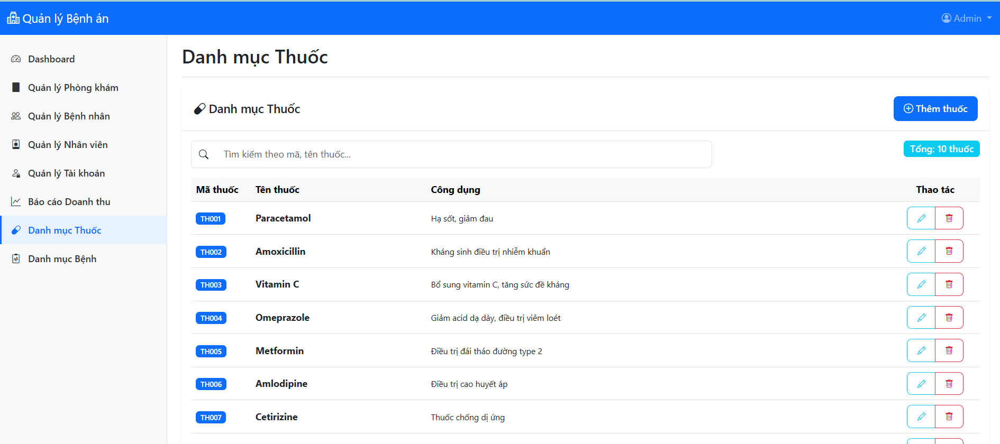 Quản lý Bệnh án
Admin
Dashboard
Quản lý Phòng khám
Quản lý Bệnh nhân
Quản lý Nhân viên
Quản lý Tài khoản
Báo cáo Doanh thu
Danh mục Thuốc
Danh mục Bệnh
Danh mục Thuốc
Danh mục Thuốc
Thêm thuốc
Tìm kiếm theo mã, tên thuốc...
Tổng: 10 thuốc
Mã thuốc Tên thuốc Công dụng Thao tác
TH001 Paracetamol Hạ sốt, giảm đau
TH002 Amoxicillin Kháng sinh điều trị nhiễm khuẩn
TH003 Vitamin C Bổ sung vitamin C, tăng sức đề kháng
TH004 Omeprazole Giảm acid dạ dày, điều trị viêm loét
TH005 Metformin Điều trị đái tháo đường type 2
TH006 Amlodipine Điều trị cao huyết áp
TH007 Cetirizine Thuốc chống dị ứng